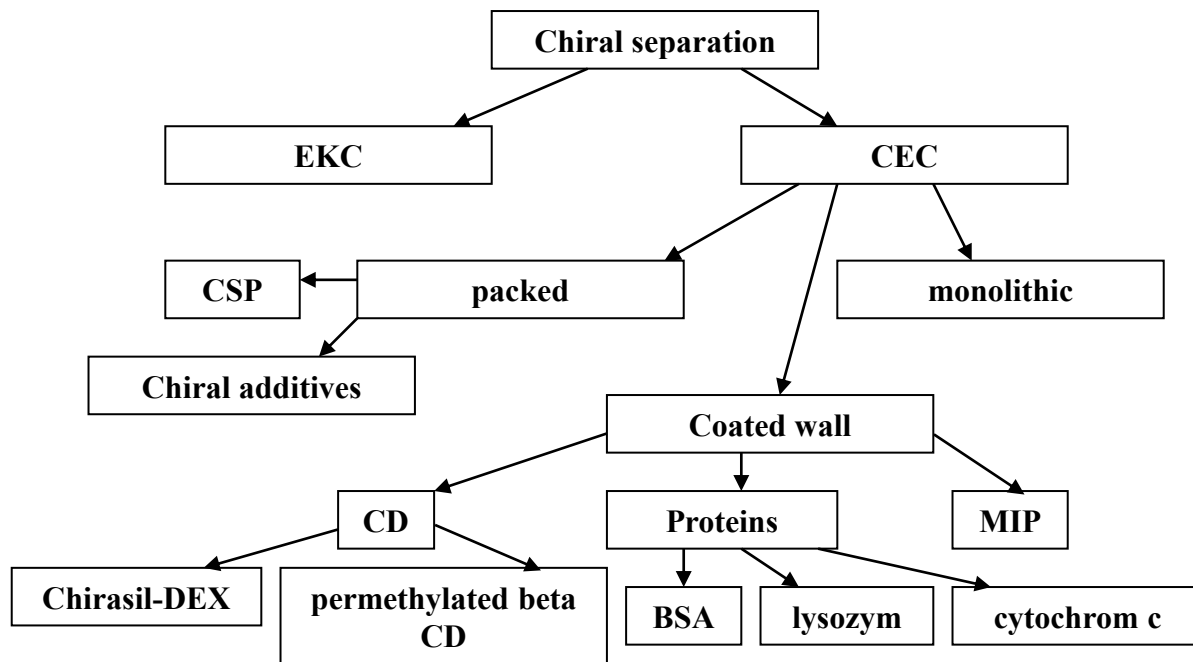 Chiral separation
EKC
CEC
CSP
packed
monolithic
Chiral additives
Coated wall
CD
Proteins
MIP
Chirasil-DEX
permethylated beta
CD
BSA
lysozym
cytochrom c